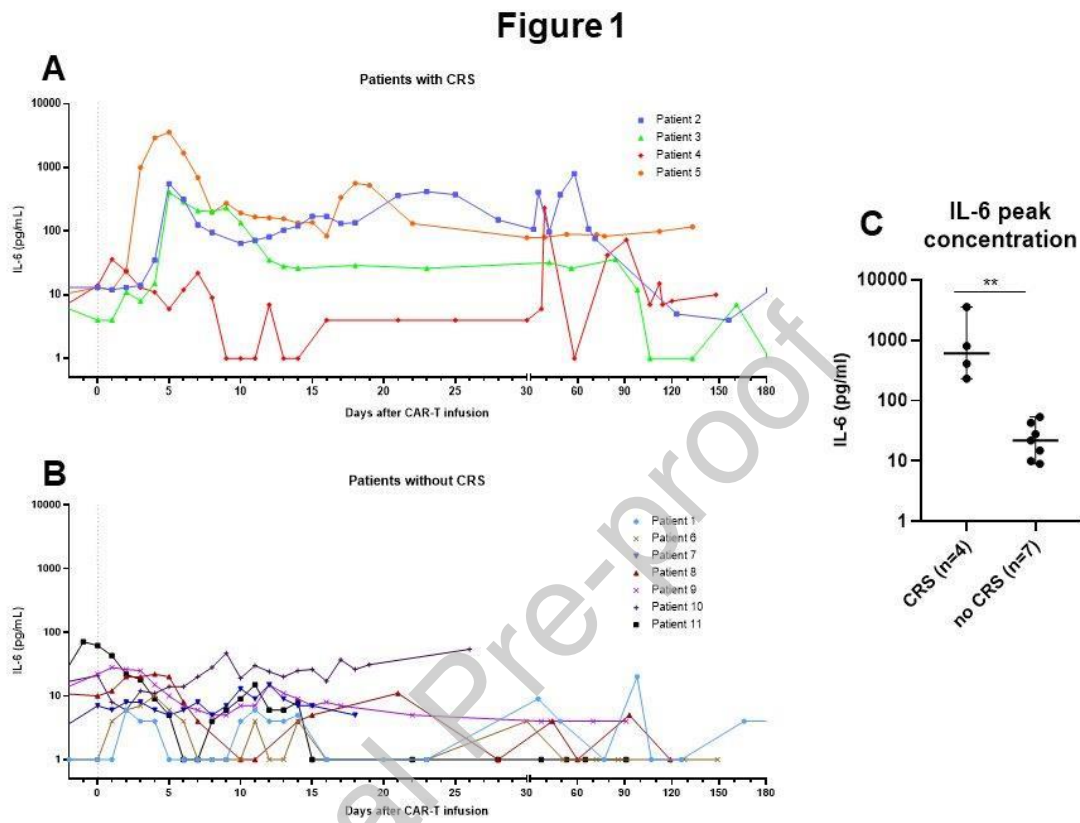 Figure 1
A
Patients with CRS
10000
1000
100
10
1
IL-6 (pg/mL)
Patient 2
Patient 3
Patient 4
Patient 5
0 5 10 15 20 25 30 60 90 120 150 180
Days after CAR-T infusion
B
Patients without CRS
10000
1000
100
10
1
IL-6 (pg/mL)
Patient 1
Patient 6
Patient 7
Patient 8
Patient 9
Patient 10
Patient 11
0 5 10 15 20 25 30 60 90 120 150 180
Days after CAR-T infusion
C
IL-6 peak
concentration
**
10000
1000
100
10
1
IL-6 (pg/ml)
CRS (n=4)
no CRS (n=7)
al Pre-proof